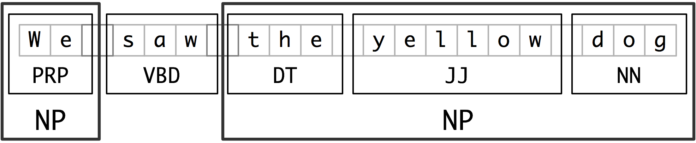 We saw the yellow dog
PRP VBD DT JJ NN
NP NP